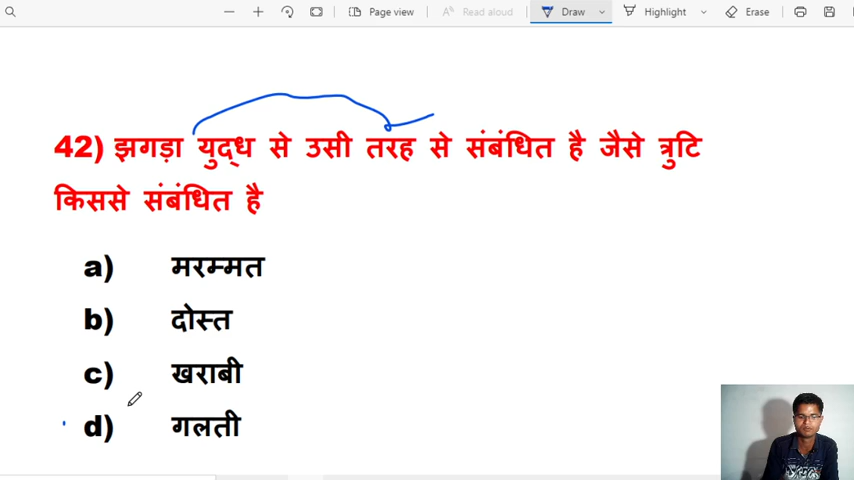 Page view
Read aloud
Draw
Highlight
Erase
42) झगड़ा युद्ध से उसी तरह से संबंधित है जैसे त्रुटि
किससे संबंधित है
a) मरम्मत
b) दोस्त
c) खराबी
d) गलती